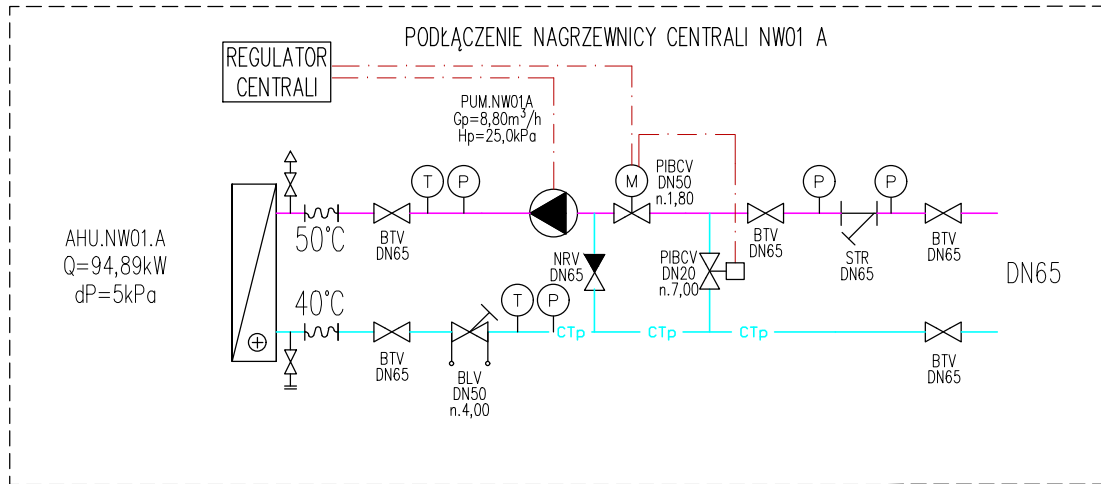 PODŁĄCZENIE NAGRZEWNICY CENTRALI NW01 A
REGULATOR
CENTRALI
PUM.NW01A
Gp=8,80m³/h
Hp=25,0kPa
PIBCV
DN50
n.1,80
M
T
P
P
P
AHU.NW01.A
Q=94,89kW
dP=5kPa
50°C
BTV
DN65
NRV
DN65
PIBCV
DN20
n.7,00
BTV
DN65
STR
DN65
BTV
DN65
DN65
40°C
T
P
CTp
CTp
CTp
BTV
DN65
BLV
DN50
n.4,00
BTV
DN65